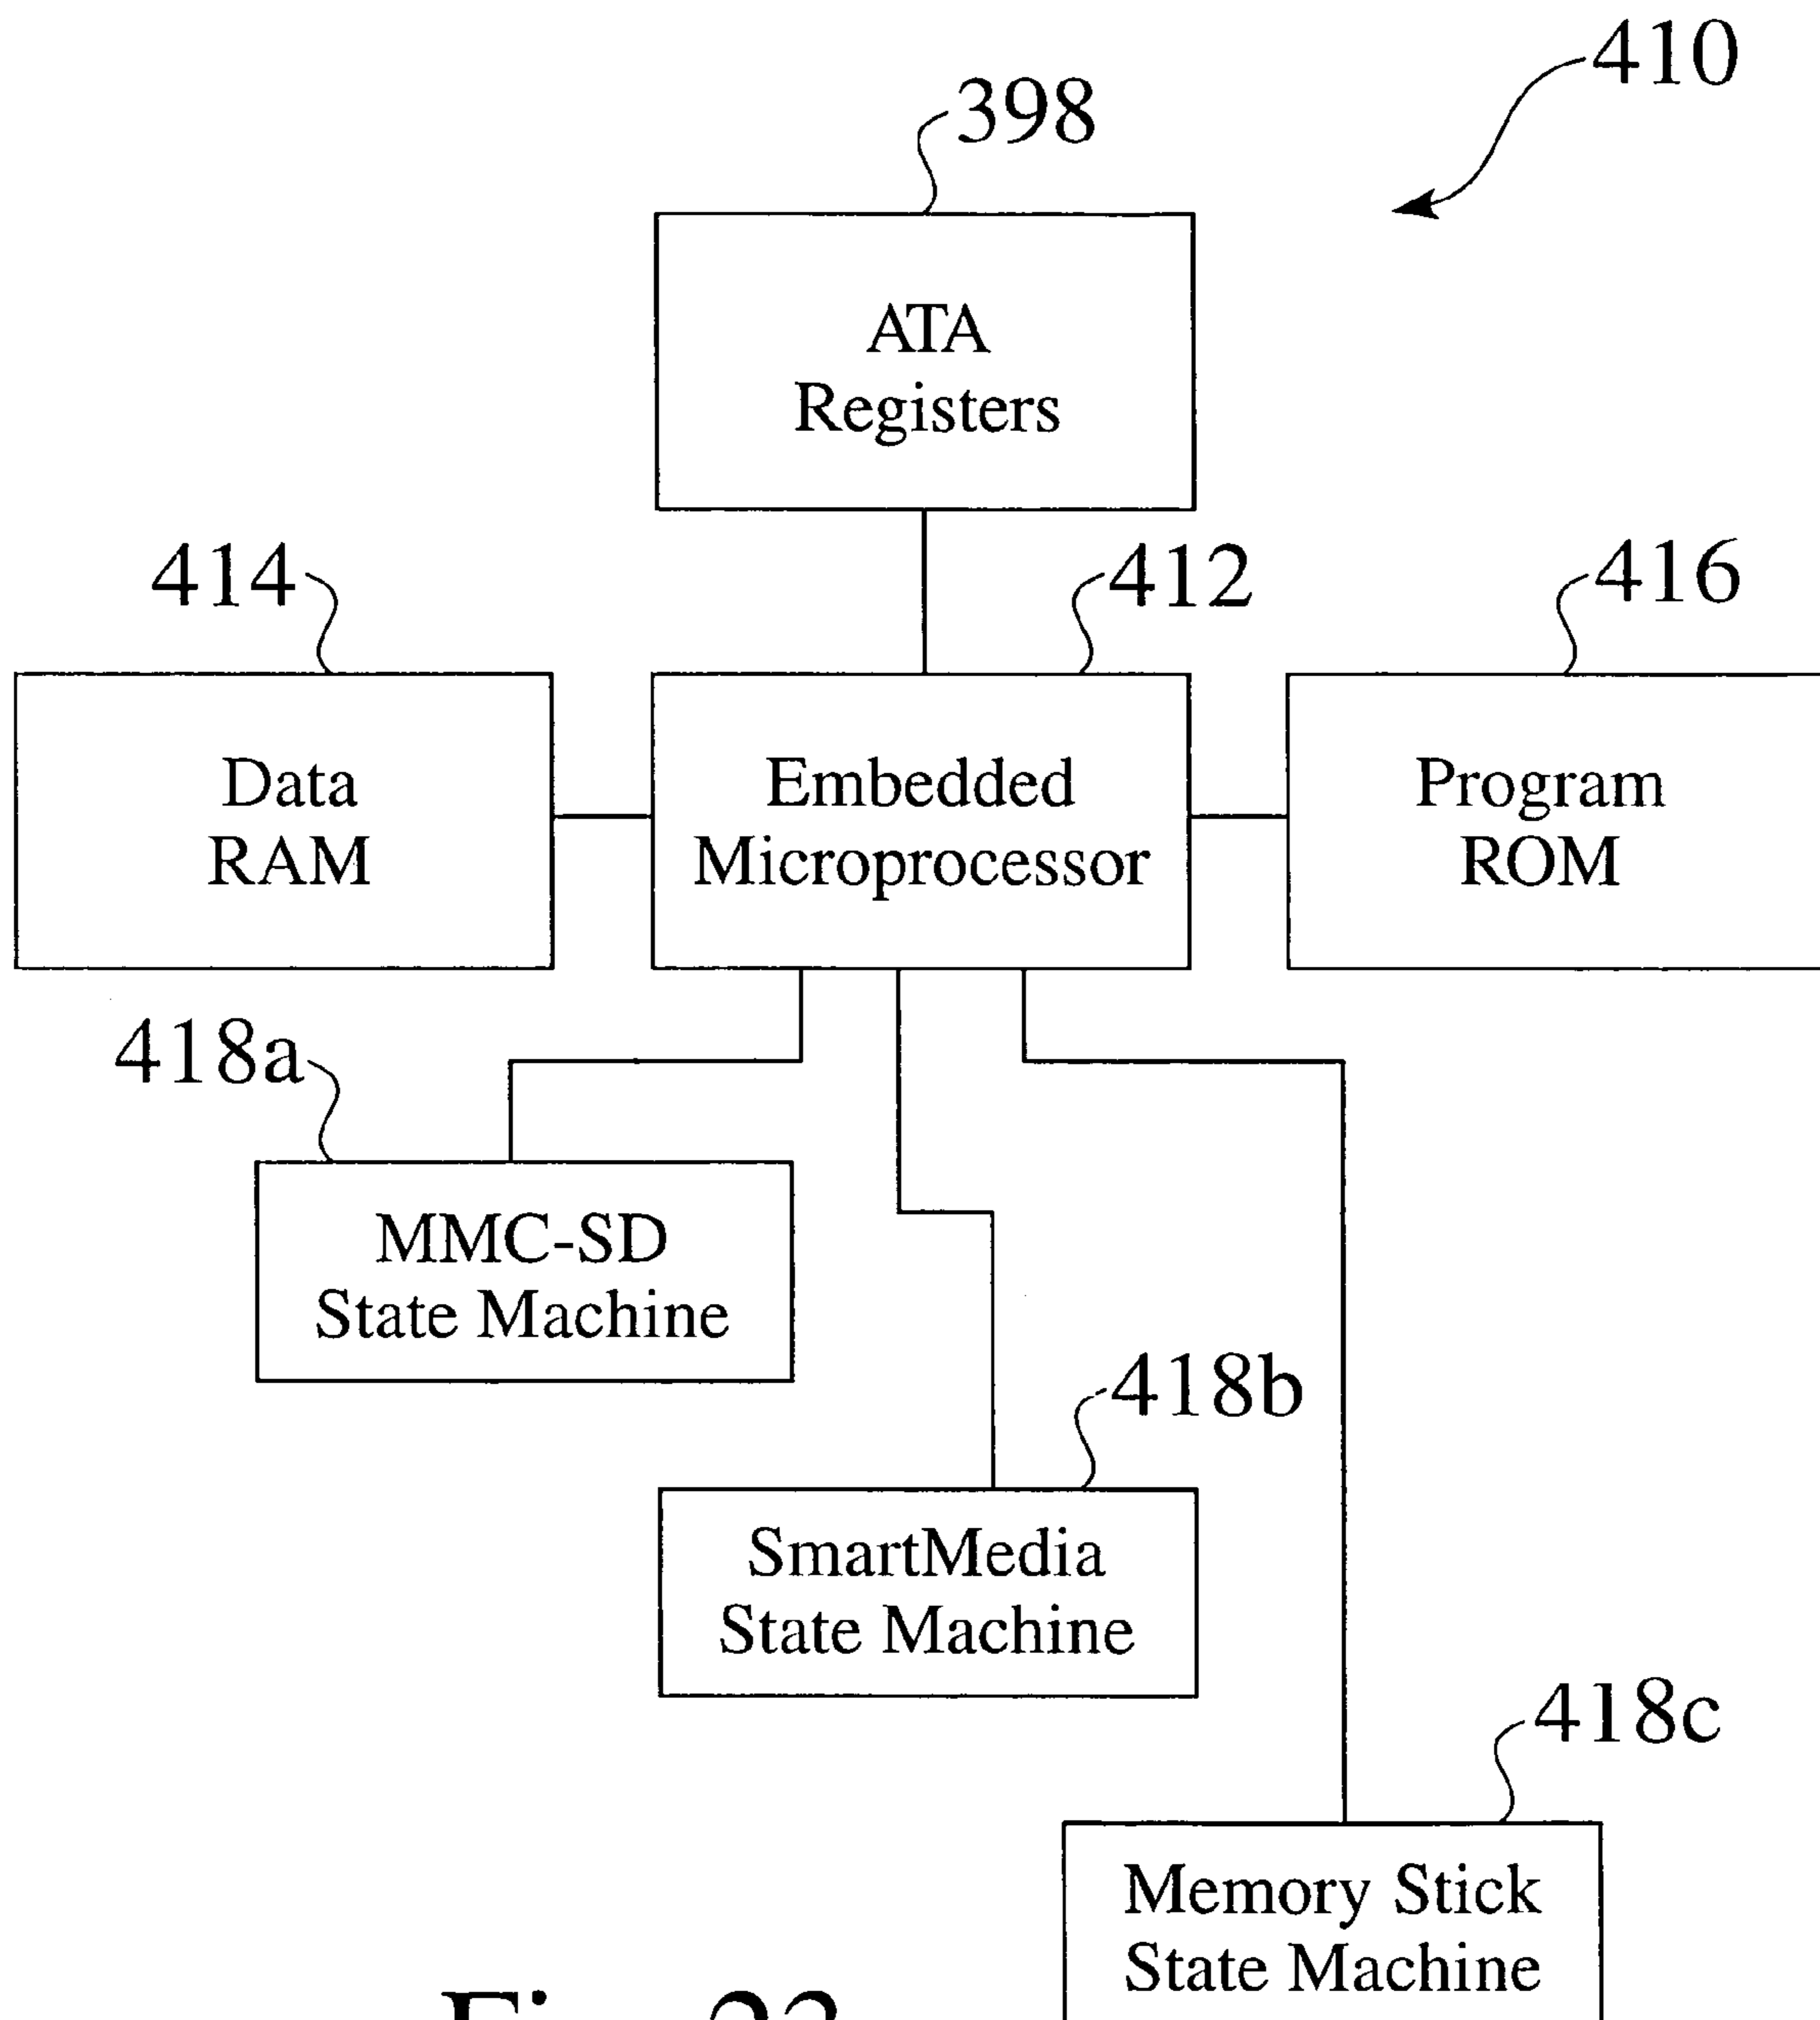 410
398
ATA
Registers
414
412
416
Data
RAM
Embedded
Microprocessor
Program
ROM
418a
MMC-SD
State Machine
418b
SmartMedia
State Machine
418c
Memory Stick
State Machine